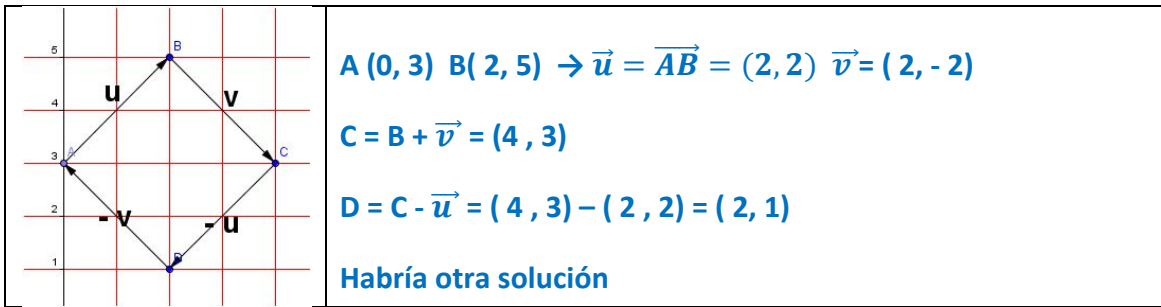 5
B
u
v
4
3
A
C
2
- v
- u
D
1
A (0, 3) B( 2, 5) → u⃗ = AB⃗ = (2, 2) v⃗ = ( 2, - 2)
C = B + v⃗ = (4 , 3)
D = C - u⃗ = ( 4 , 3) – ( 2 , 2) = ( 2, 1)
Habría otra solución